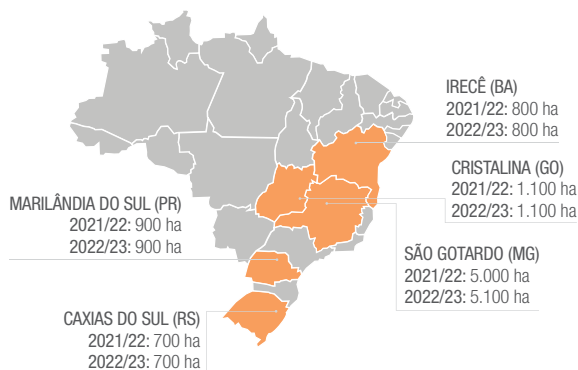 IRECÊ (BA)
2021/22: 800 ha
2022/23: 800 ha
CRISTALINA (GO)
2021/22: 1.100 ha
2022/23: 1.100 ha
MARILÂNDIA DO SUL (PR)
2021/22: 900 ha
2022/23: 900 ha
SÃO GOTARDO (MG)
2021/22: 5.000 ha
2022/23: 5.100 ha
CAXIAS DO SUL (RS)
2021/22: 700 ha
2022/23: 700 ha